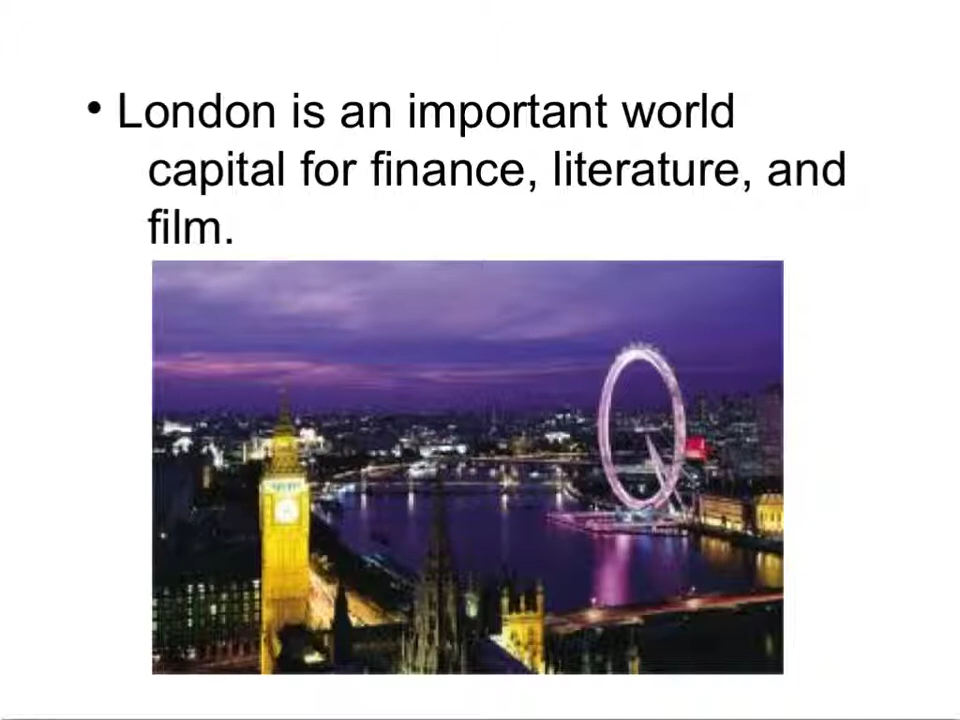 • London is an important world
capital for finance, literature, and
film.